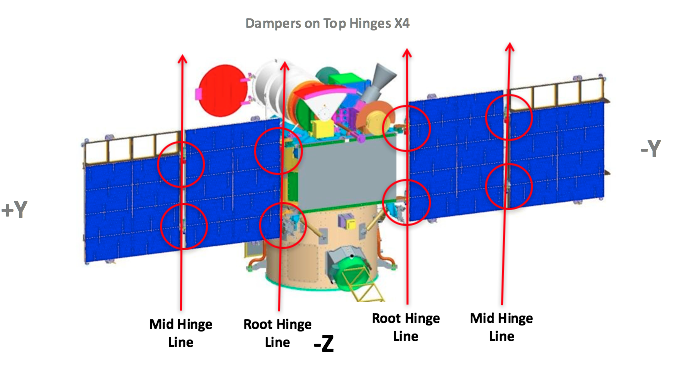 Dampers on Top Hinges X4
-Y
+Y
Mid Hinge
Line
Root Hinge
Line
-Z
Root Hinge
Line
Mid Hinge
Line